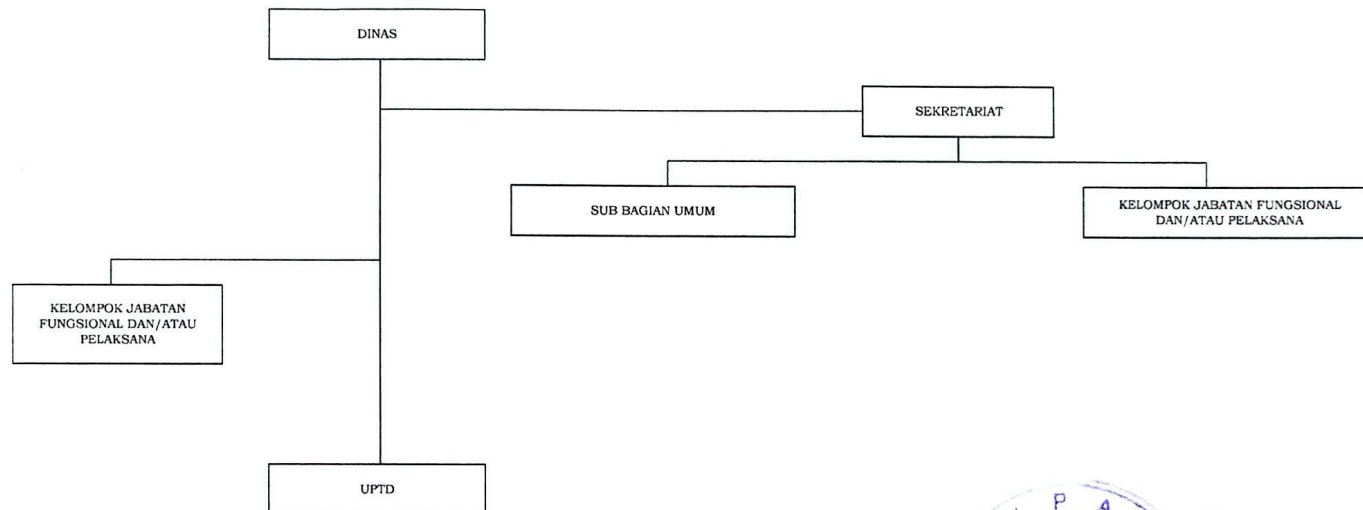 DINAS
SEKRETARIAT
SUB BAGIAN UMUM
KELOMPOK JABATAN FUNGSIONAL
DAN/ATAU PELAKSANA
KELOMPOK JABATAN
FUNGSIONAL DAN/ATAU
PELAKSANA
UPTD
P A